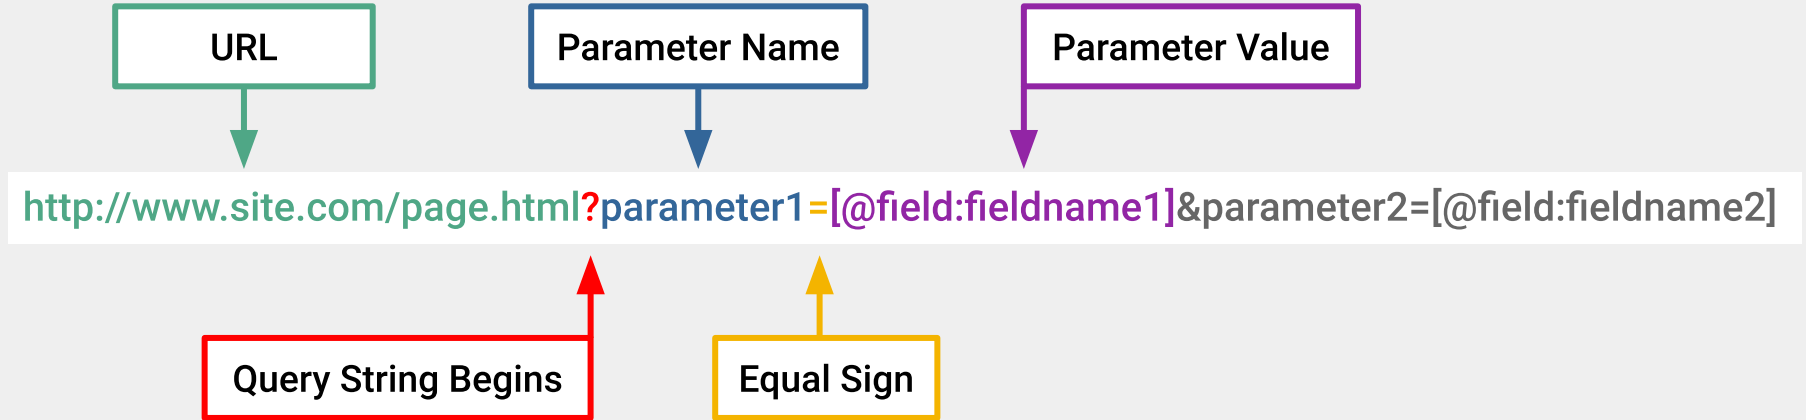 URL
Parameter Name
Parameter Value
http://www.site.com/page.html?parameter1=[@field:fieldname1]&parameter2=[@field:fieldname2]
Query String Begins
Equal Sign